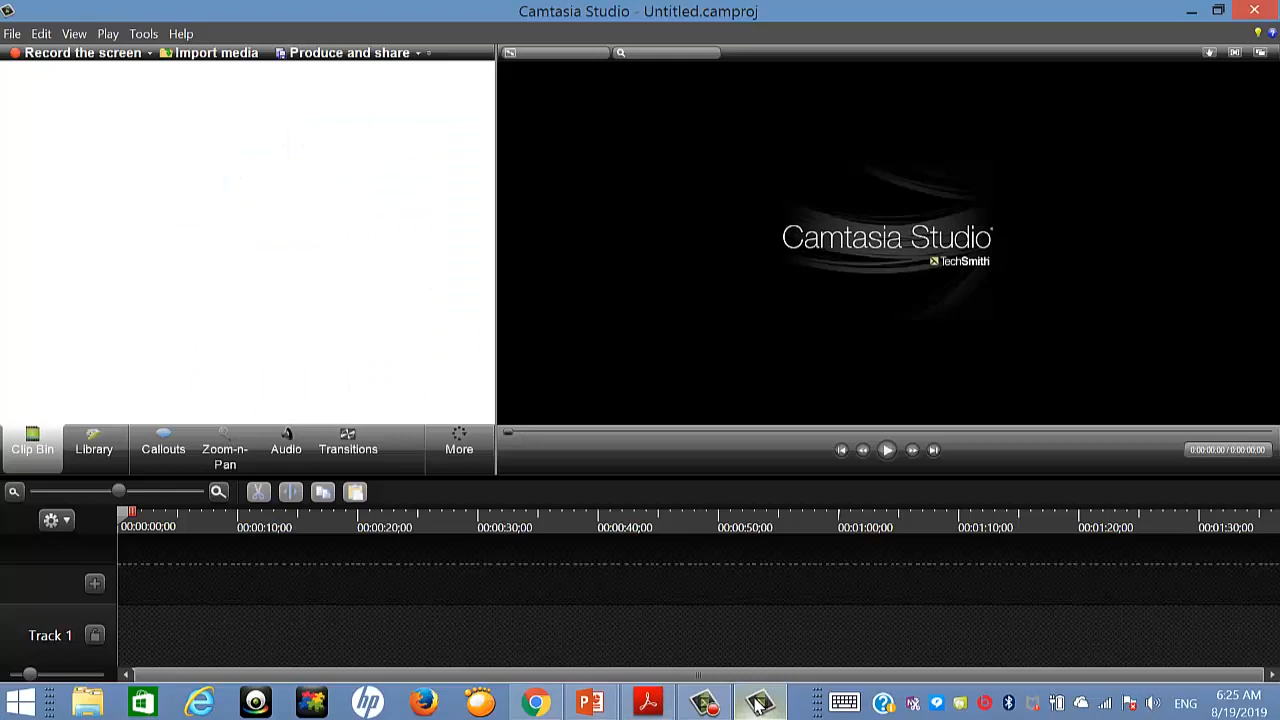 Camtasia Studio - Untitled.camproj
File Edit View Play Tools Help
Record the screen Import media Produce and share
Camtasia Studio
TechSmith
Clip Bin Library Callouts Zoom-n-Pan Audio Transitions More
0:00:00;00 / 0:00:00;00
00:00:00;00 00:00:10;00 00:00:20;00 00:00:30;00 00:00:40;00 00:00:50;00 00:01:00;00 00:01:10;00 00:01:20;00 00:01:30;00
Track 1
ENG
6:25 AM
8/19/2019